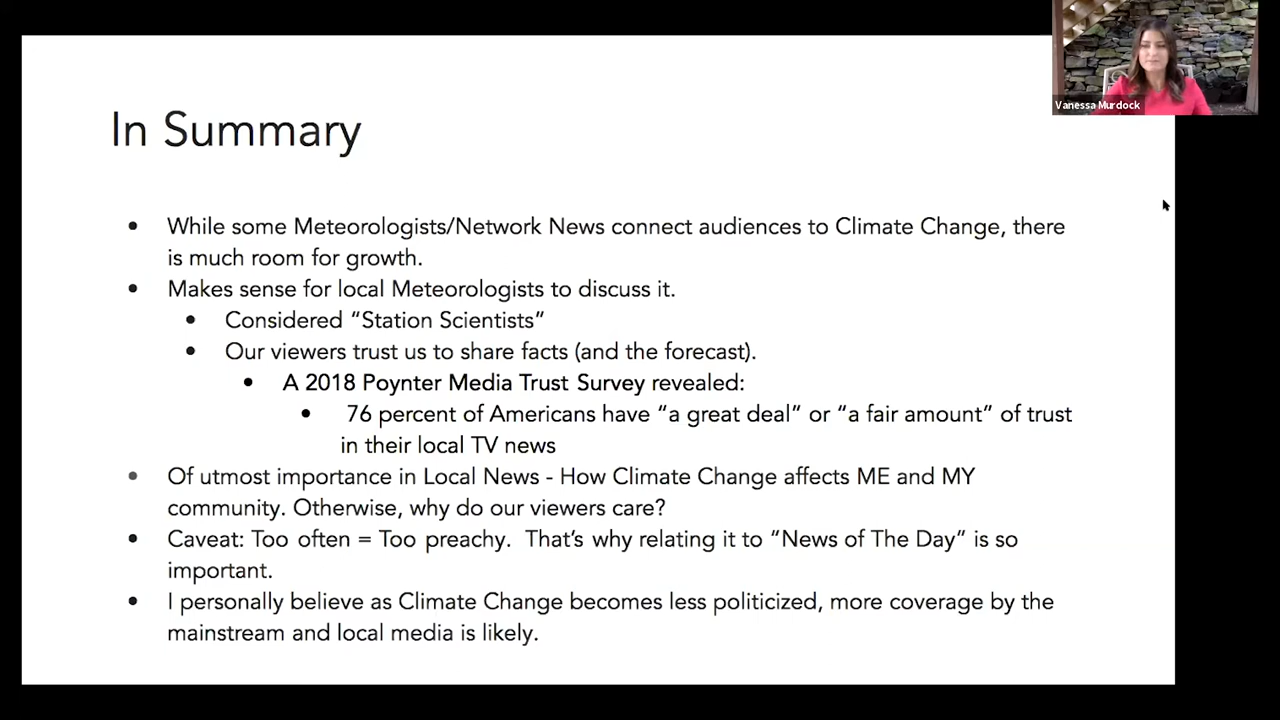 Vanessa Murdock
In Summary
• While some Meteorologists/Network News connect audiences to Climate Change, there
is much room for growth.
• Makes sense for local Meteorologists to discuss it.
• Considered “Station Scientists”
• Our viewers trust us to share facts (and the forecast).
• A 2018 Poynter Media Trust Survey revealed:
• 76 percent of Americans have “a great deal” or “a fair amount” of trust
in their local TV news
• Of utmost importance in Local News - How Climate Change affects ME and MY
community. Otherwise, why do our viewers care?
• Caveat: Too often = Too preachy. That’s why relating it to “News of The Day” is so
important.
• I personally believe as Climate Change becomes less politicized, more coverage by the
mainstream and local media is likely.